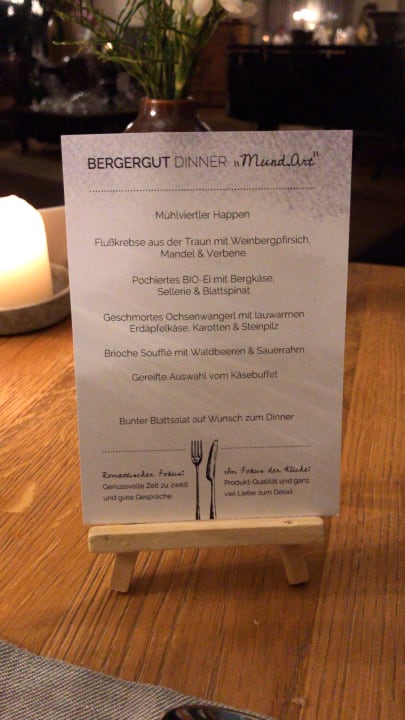 BERGERGUT DINNER „Mund.Art"
Mühlviertler Happen
Flußkrebse aus der Traun mit Weinbergpfirsich,
Mandel & Verbene
Pochiertes BIO-Ei mit Bergkäse,
Sellerie & Blattspinat
Geschmortes Ochsenwangerl mit lauwarmen
Erdäpfelkäse, Karotten & Steinpilz
Brioche Soufflé mit Waldbeeren & Sauerrahm
Gereifte Auswahl vom Käsebuffet
Bunter Blattsalat auf Wunsch zum Dinner
Romantischer Fokus:
Genussvolle Zeit zu zweit
und gute Gespräche.
Im Fokus der Küche:
Produkt-Qualität und ganz
viel Liebe zum Detail.